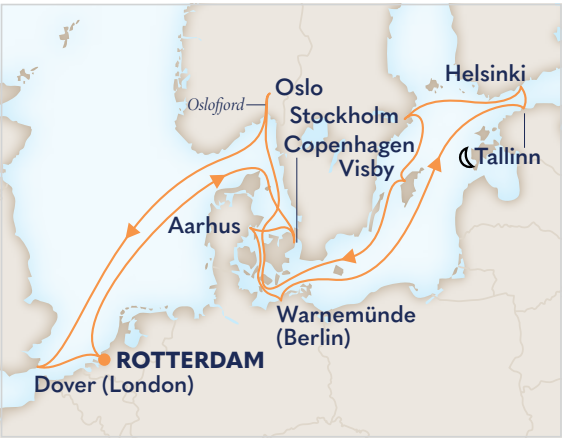 Helsinki
Oslo
Oslofjord
Stockholm
Copenhagen
Visby
Tallinn
Aarhus
Warnemünde
(Berlin)
ROTTERDAM
Dover (London)